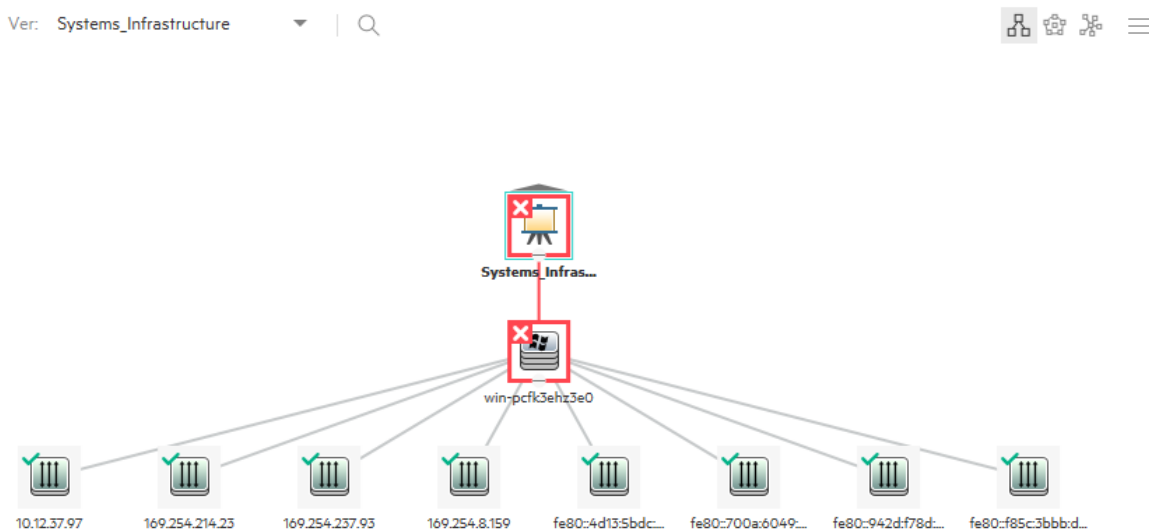 Ver: Systems_Infrastructure
Systems_Infras...
win-pcfk3ehz3e0
10.12.37.97 169.254.214.23 169.254.237.93 169.254.8.159 fe80::4d13:5bdc:... fe80::700a:6049:... fe80::942d:f78d:... fe80::f85c:3bbb:d...